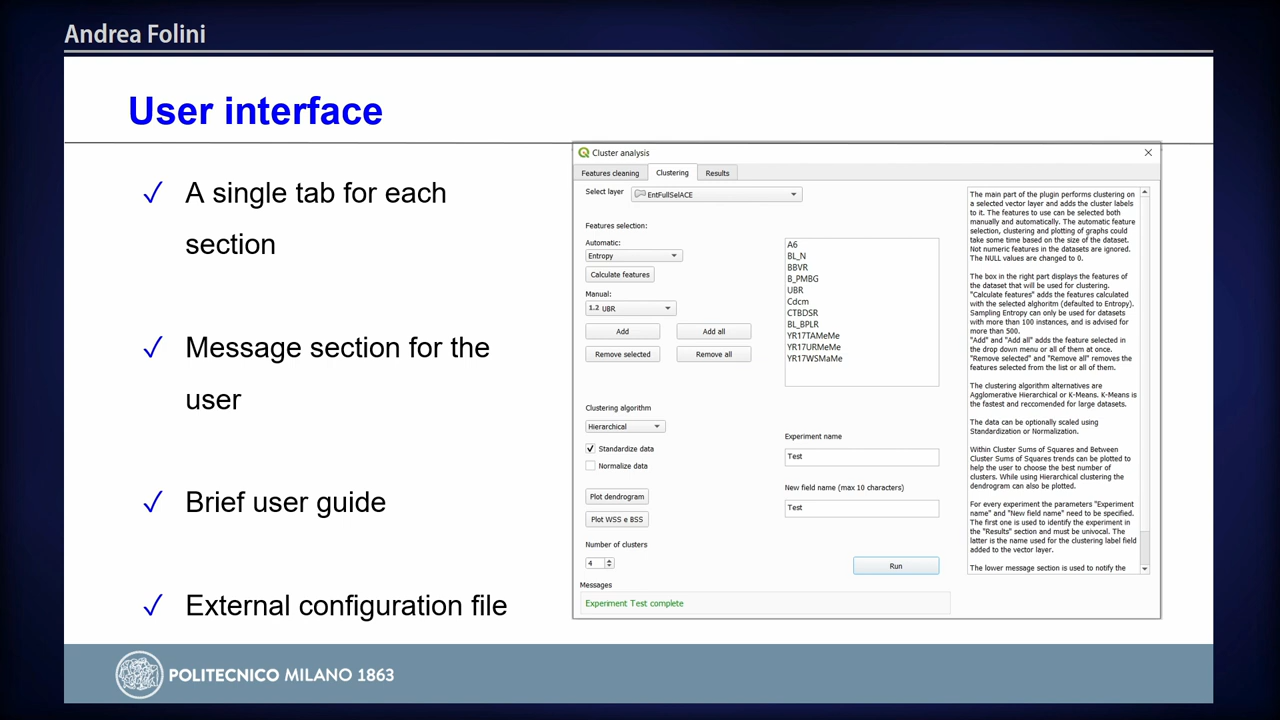 Andrea Folini
User interface
✓ A single tab for each
section
✓ Message section for the
user
✓ Brief user guide
✓ External configuration file
Cluster analysis
Features cleaning
Clustering
Results
Select layer
EntFullSelACE
Features selection:
Automatic:
Entropy
Calculate features
Manual:
1.2 UBR
Add
Add all
Remove selected
Remove all
A6
BL_N
BBVR
B_PMBG
UBR
Cdcm
CTBDSR
BL_BPLR
YR17TAMeMe
YR17URMeMe
YR17WSMaMe
Clustering algorithm
Hierarchical
Standardize data
Normalize data
Plot dendrogram
Plot WSS e BSS
Number of clusters
4
Experiment name
Test
New field name (max 10 characters)
Test
Run
Messages
Experiment Test complete
The main part of the plugin performs clustering on
a selected vector layer and adds the cluster labels
to it. The features to use can be selected both
manually and automatically. The automatic feature
selection, clustering and plotting of graphs could
take some time based on the size of the dataset.
Not numeric features in the datasets are ignored.
The NULL values are changed to 0.
The box in the right part displays the features of
the dataset that will be used for clustering.
"Calculate features" adds the features calculated
with the selected alghoritm (defaulted to Entropy).
Sampling Entropy can only be used for datasets
with more than 100 instances, and is advised for
more than 500.
"Add" and "Add all" adds the feature selected in
the drop down menu or all of them at once.
"Remove selected" and "Remove all" removes the
features selected from the list or all of them.
The clustering algorithm alternatives are
Agglomerative Hierarchical or K-Means. K-Means is
the fastest and reccomended for large datasets.
The data can be optionally scaled using
Standardization or Normalization.
Within Cluster Sums of Squares and Between
Cluster Sums of Squares trends can be plotted to
help the user to choose the best number of
clusters. While using Hierarchical clustering the
dendrogram can also be plotted.
For every experiment the parameters "Experiment
name" and "New field name" need to be specified.
The first one is used to identify the experiment in
the "Results" section and must be univocal. The
latter is the name used for the clustering label field
added to the vector layer.
The lower message section is used to notify the
POLITECNICO MILANO 1863